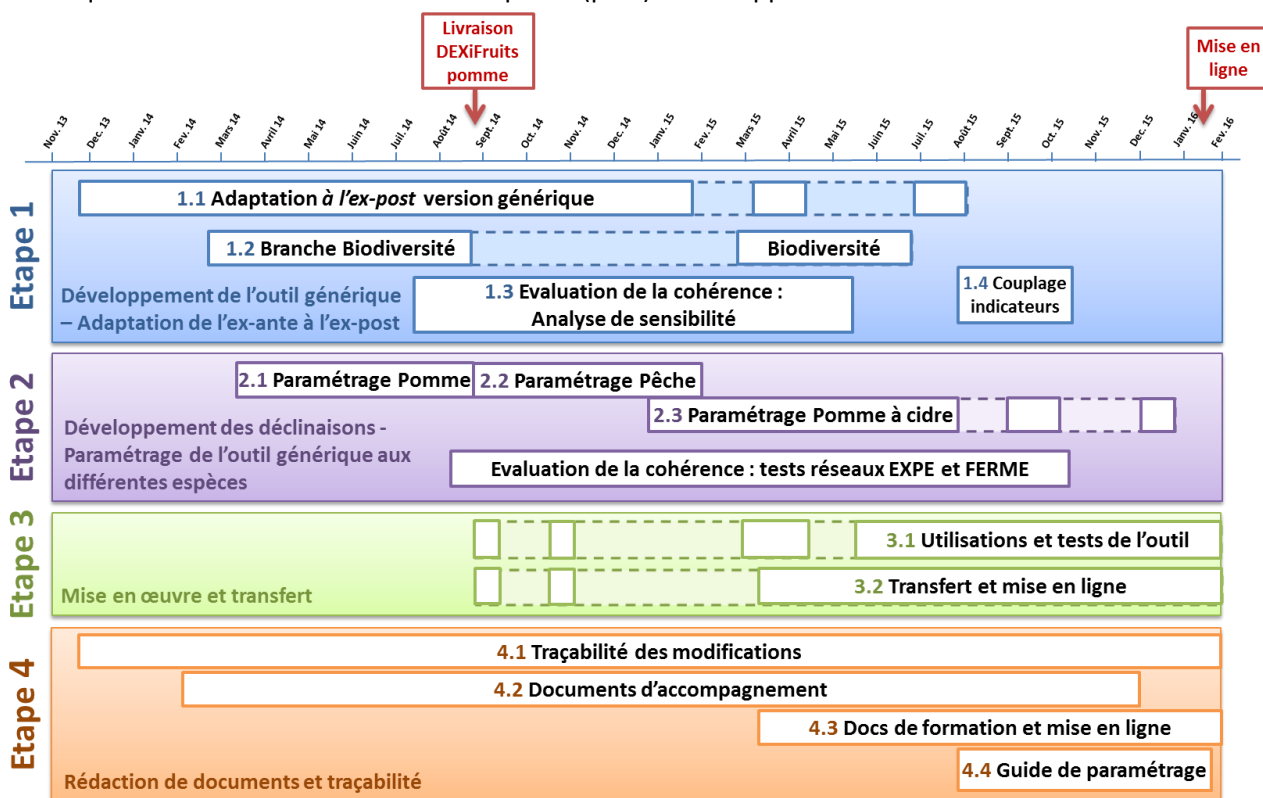 Livraison
DEXiFruits
pomme
Mise en
ligne
Nov. 13
Dec. 13
Janv. 14
Fev. 14
Mars 14
Avril 14
Mai 14
Juin 14
Juil. 14
Août 14
Sept. 14
Oct. 14
Nov. 14
Dec. 14
Janv. 15
Fev. 15
Mars 15
Avril 15
Mai 15
Juin 15
Juil. 15
Août 15
Sept. 15
Oct. 15
Nov. 15
Dec. 15
Janv. 16
Fev. 16
Etape 1
1.1 Adaptation à l'ex-post version générique
1.2 Branche Biodiversité
Biodiversité
1.3 Evaluation de la cohérence :
Analyse de sensibilité
1.4 Couplage
indicateurs
Développement de l'outil générique
– Adaptation de l'ex-ante à l'ex-post
Etape 2
2.1 Paramétrage Pomme
2.2 Paramétrage Pêche
2.3 Paramétrage Pomme à cidre
Développement des déclinaisons -
Paramétrage de l'outil générique aux
différentes espèces
Evaluation de la cohérence : tests réseaux EXPE et FERME
Etape 3
3.1 Utilisations et tests de l'outil
3.2 Transfert et mise en ligne
Mise en œuvre et transfert
Etape 4
4.1 Traçabilité des modifications
4.2 Documents d'accompagnement
4.3 Docs de formation et mise en ligne
4.4 Guide de paramétrage
Rédaction de documents et traçabilité